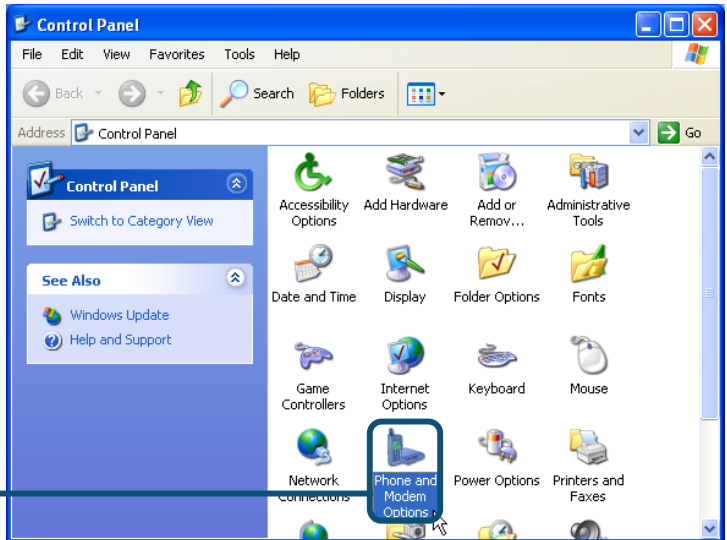 Control Panel
File Edit View Favorites Tools Help
Back Search Folders
Address Control Panel Go
Control Panel
Switch to Category View
See Also
Windows Update
Help and Support
Accessibility Options
Add Hardware
Add or Remov...
Administrative Tools
Date and Time
Display
Folder Options
Fonts
Game Controllers
Internet Options
Keyboard
Mouse
Network Connections
Phone and Modem Options
Power Options
Printers and Faxes